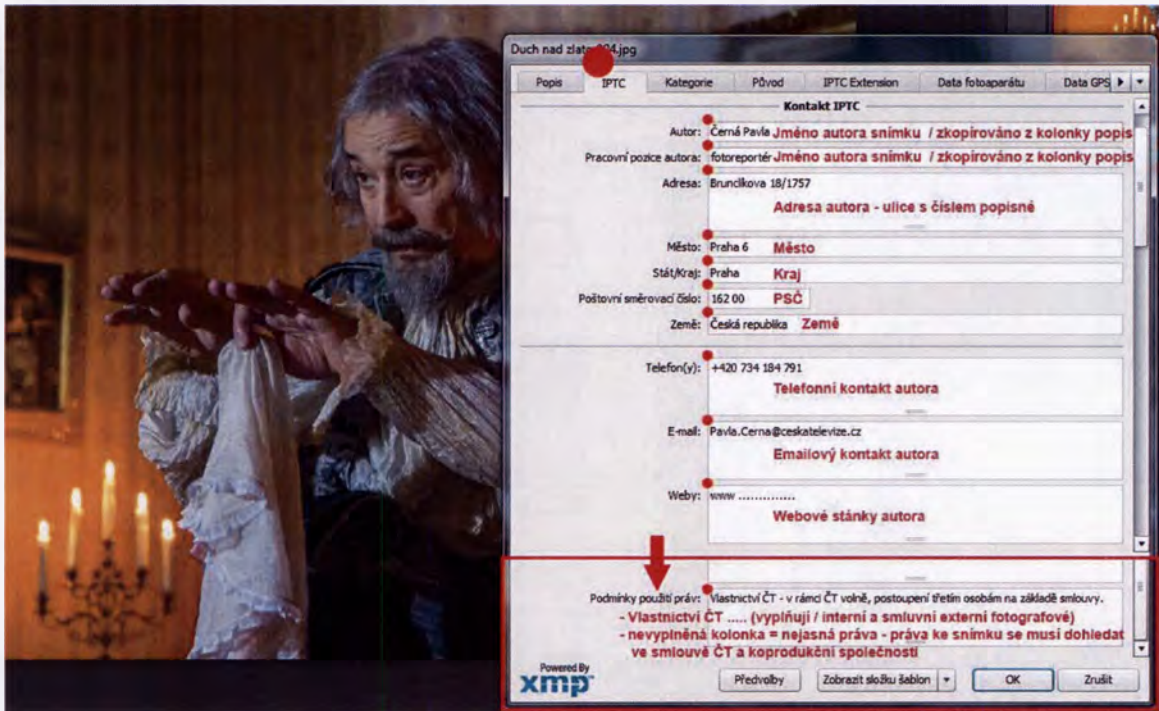 Duch nad zlato 004.jpg
Popis IPTC Kategorie Původ IPTC Extension Data fotoaparátu Data GPS
Kontakt IPTC
Autor: Černá Pavla Jméno autora snímku / zkopírováno z kolonky popis
Pracovní pozice autora: fotoreportér Jméno autora snímku / zkopírováno z kolonky popis
Adresa: Brunclíkova 18/1757
Adresa autora - ulice s číslem popisné
Město: Praha 6 Město
Stát/Kraj: Praha Kraj
Poštovní směrovací číslo: 162 00 PSČ
Země: Česká republika Země
Telefon(y): +420 734 184 791
Telefonní kontakt autora
E-mail: Pavla.Cerna@ceskatelevize.cz
Emailový kontakt autora
Weby: www ..............
Webové stánky autora
Podmínky použití práv: Vlastnictví ČT - v rámci ČT volně, postoupení třetím osobám na základě smlouvy.
- Vlastnictví ČT ..... (vyplňují / interní a smluvní externí fotografové)
- nevyplněná kolonka = nejasná práva - práva ke snímku se musí dohledat
ve smlouvě ČT a koprodukční společností
Powered By
xmp
Předvolby Zobrazit složku šablon OK Zrušit